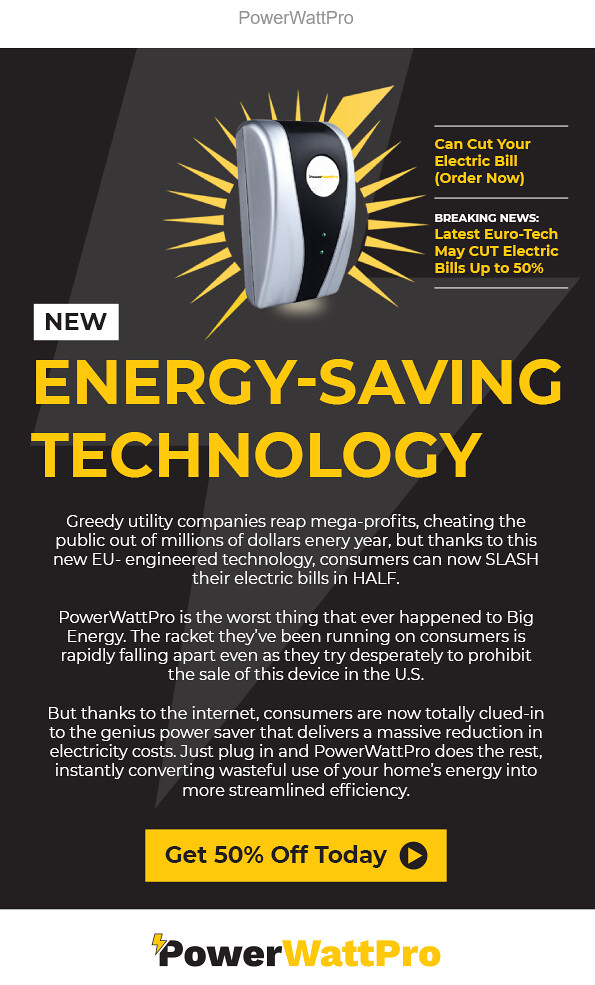 PowerWattPro
PowerWattPro
Can Cut Your
Electric Bill
(Order Now)
BREAKING NEWS:
Latest Euro-Tech
May CUT Electric
Bills Up to 50%
NEW
ENERGY-SAVING
TECHNOLOGY
Greedy utility companies reap mega-profits, cheating the
public out of millions of dollars enery year, but thanks to this
new EU- engineered technology, consumers can now SLASH
their electric bills in HALF.
PowerWattPro is the worst thing that ever happened to Big
Energy. The racket they’ve been running on consumers is
rapidly falling apart even as they try desperately to prohibit
the sale of this device in the U.S.
But thanks to the internet, consumers are now totally clued-in
to the genius power saver that delivers a massive reduction in
electricity costs. Just plug in and PowerWattPro does the rest,
instantly converting wasteful use of your home’s energy into
more streamlined efficiency.
Get 50% Off Today
PowerWattPro